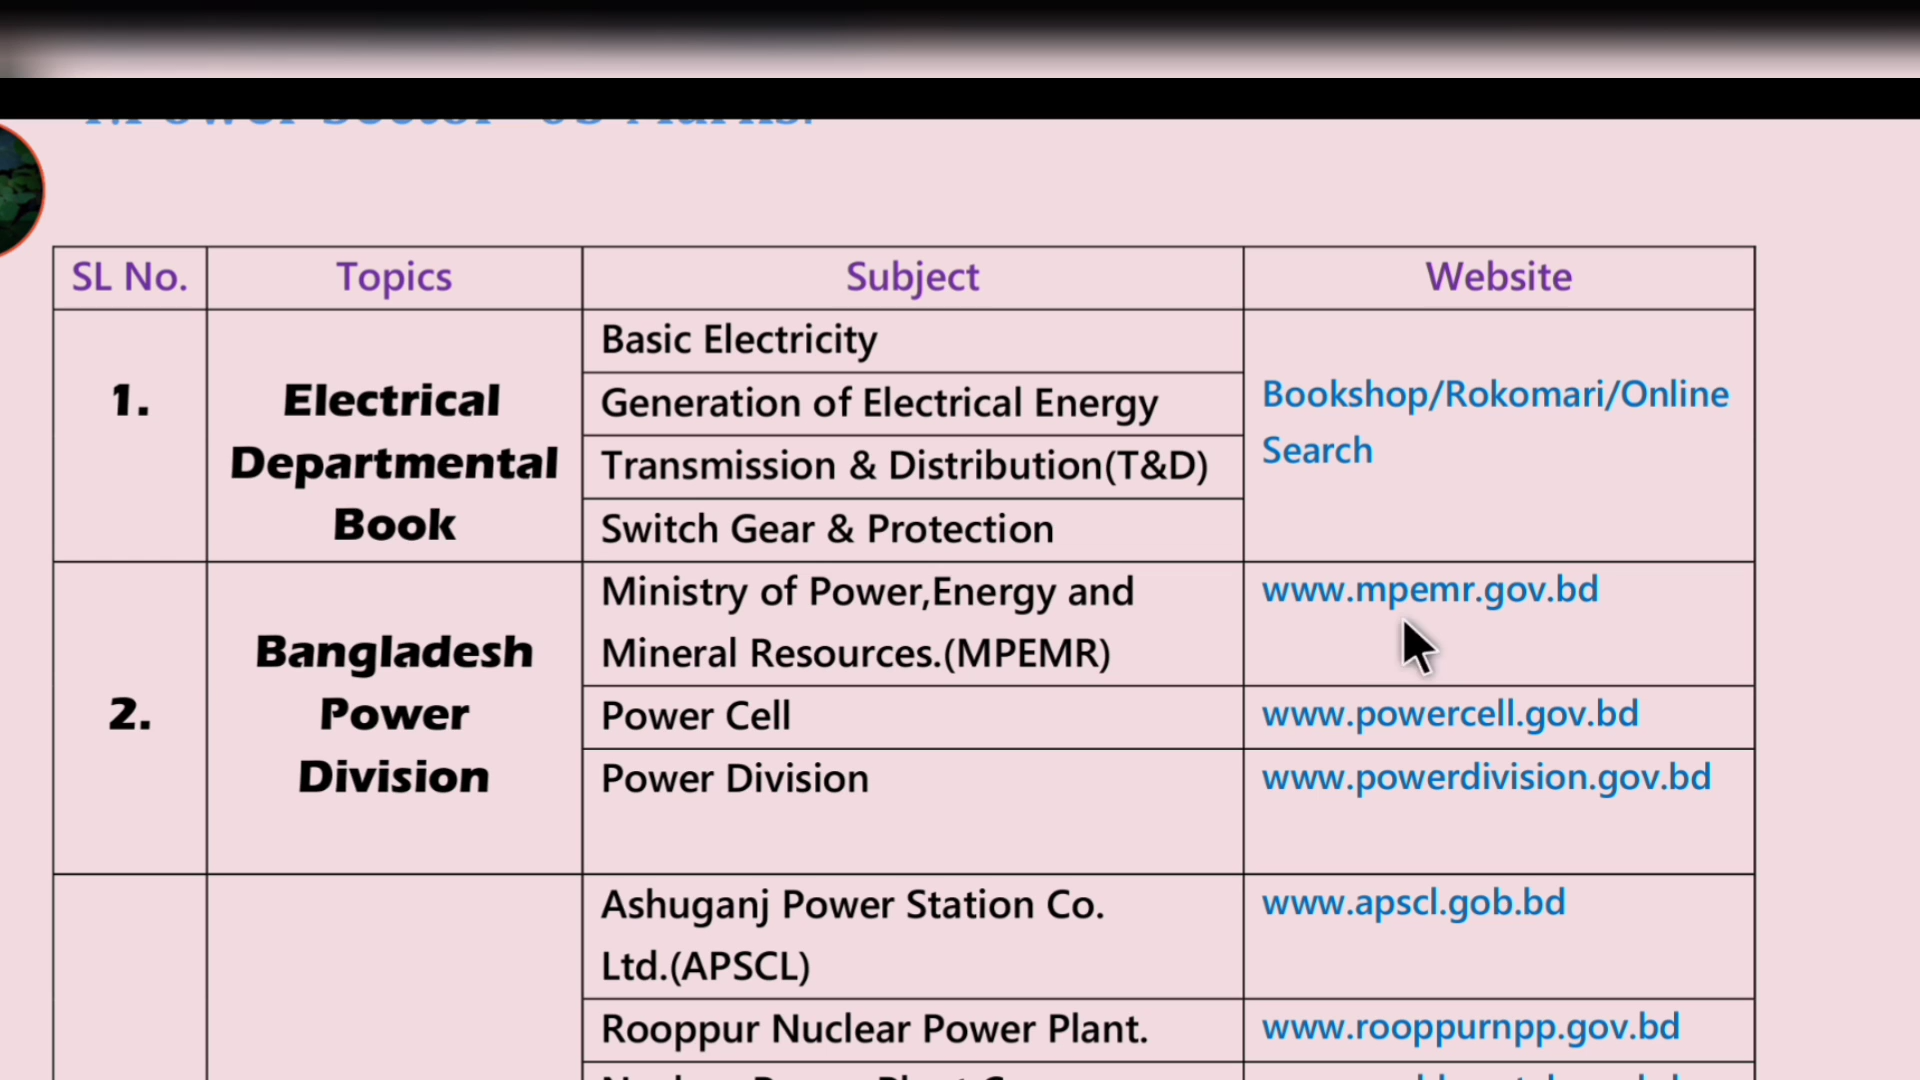 SL No. Topics Subject Website
1. Electrical Departmental Book
Basic Electricity
Generation of Electrical Energy
Transmission & Distribution(T&D)
Switch Gear & Protection
Bookshop/Rokomari/Online
Search
2. Bangladesh Power Division
Ministry of Power,Energy and
Mineral Resources.(MPEMR)
www.mpemr.gov.bd
Power Cell www.powercell.gov.bd
Power Division www.powerdivision.gov.bd
Ashuganj Power Station Co.
Ltd.(APSCL)
www.apscl.gob.bd
Rooppur Nuclear Power Plant. www.rooppurnpp.gov.bd